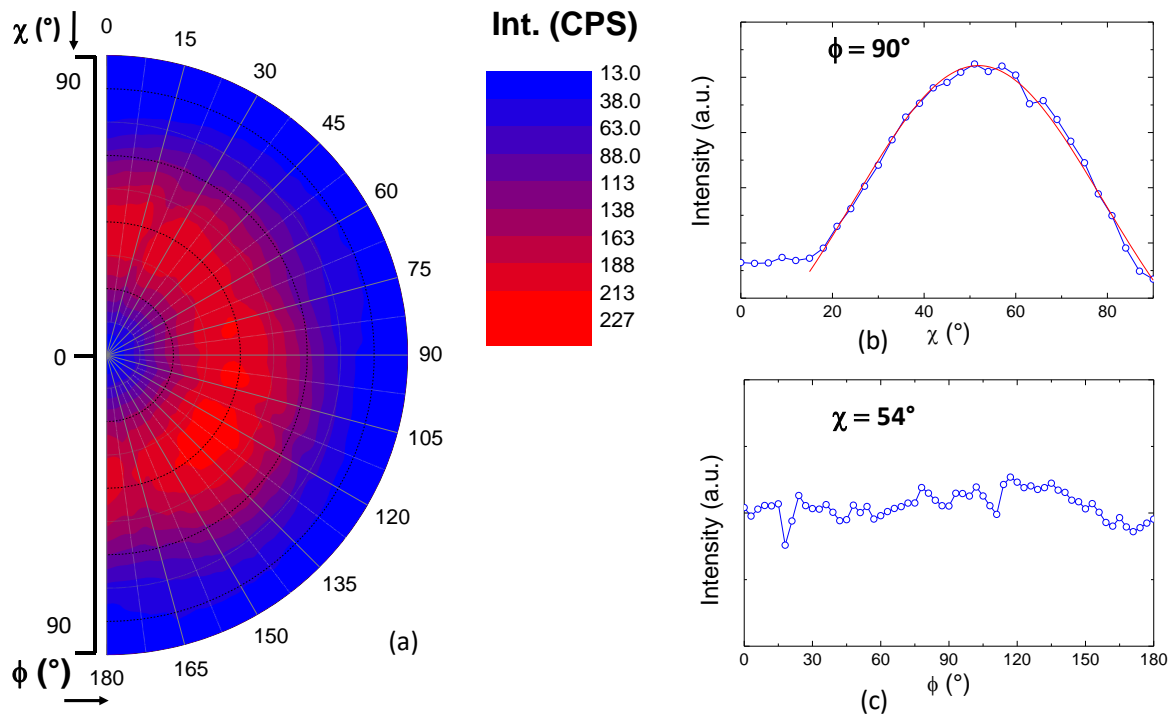 χ (°)
0
15
30
45
60
75
90
105
120
135
150
165
180
90
0
90
ϕ (°)
(a)
Int. (CPS)
13.0
38.0
63.0
88.0
113
138
163
188
213
227
ϕ = 90°
Intensity (a.u.)
0 20 40 60 80
χ (°)
(b)
χ = 54°
Intensity (a.u.)
0 30 60 90 120 150 180
ϕ (°)
(c)